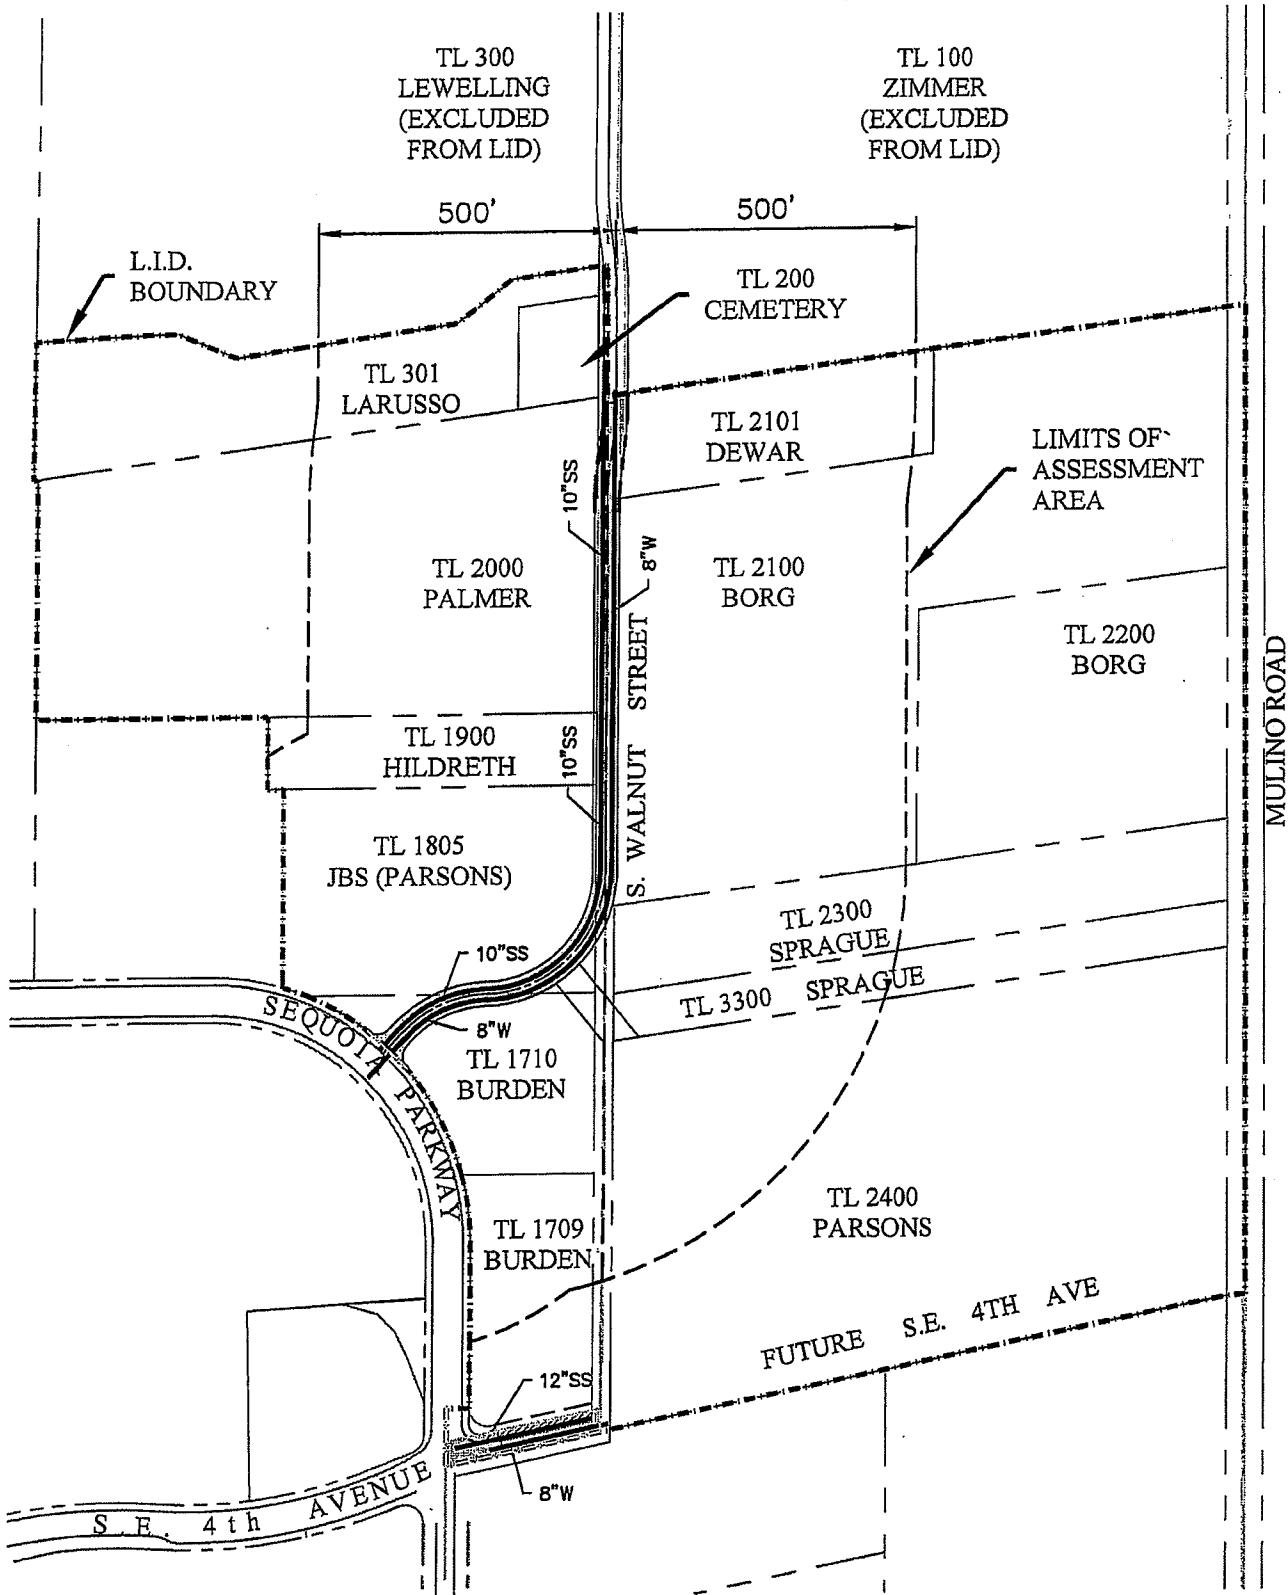 TL 300
LEWELLING
(EXCLUDED
FROM LID)
TL 100
ZIMMER
(EXCLUDED
FROM LID)
500'
500'
L.I.D.
BOUNDARY
TL 200
CEMETERY
TL 301
LARUSSO
TL 2101
DEWAR
LIMITS OF
ASSESSMENT
AREA
10"SS
8"W
TL 2000
PALMER
TL 2100
BORG
TL 2200
BORG
MULINO ROAD
S. WALNUT STREET
TL 1900
HILDRETH
10"SS
TL 1805
JBS (PARSONS)
TL 2300
SPRAGUE
10"SS
TL 3300 SPRAGUE
SEQUOIA PARKWAY
8"W
TL 1710
BURDEN
TL 1709
BURDEN
TL 2400
PARSONS
FUTURE S.E. 4TH AVE
12"SS
8"W
S.E. 4th AVENUE